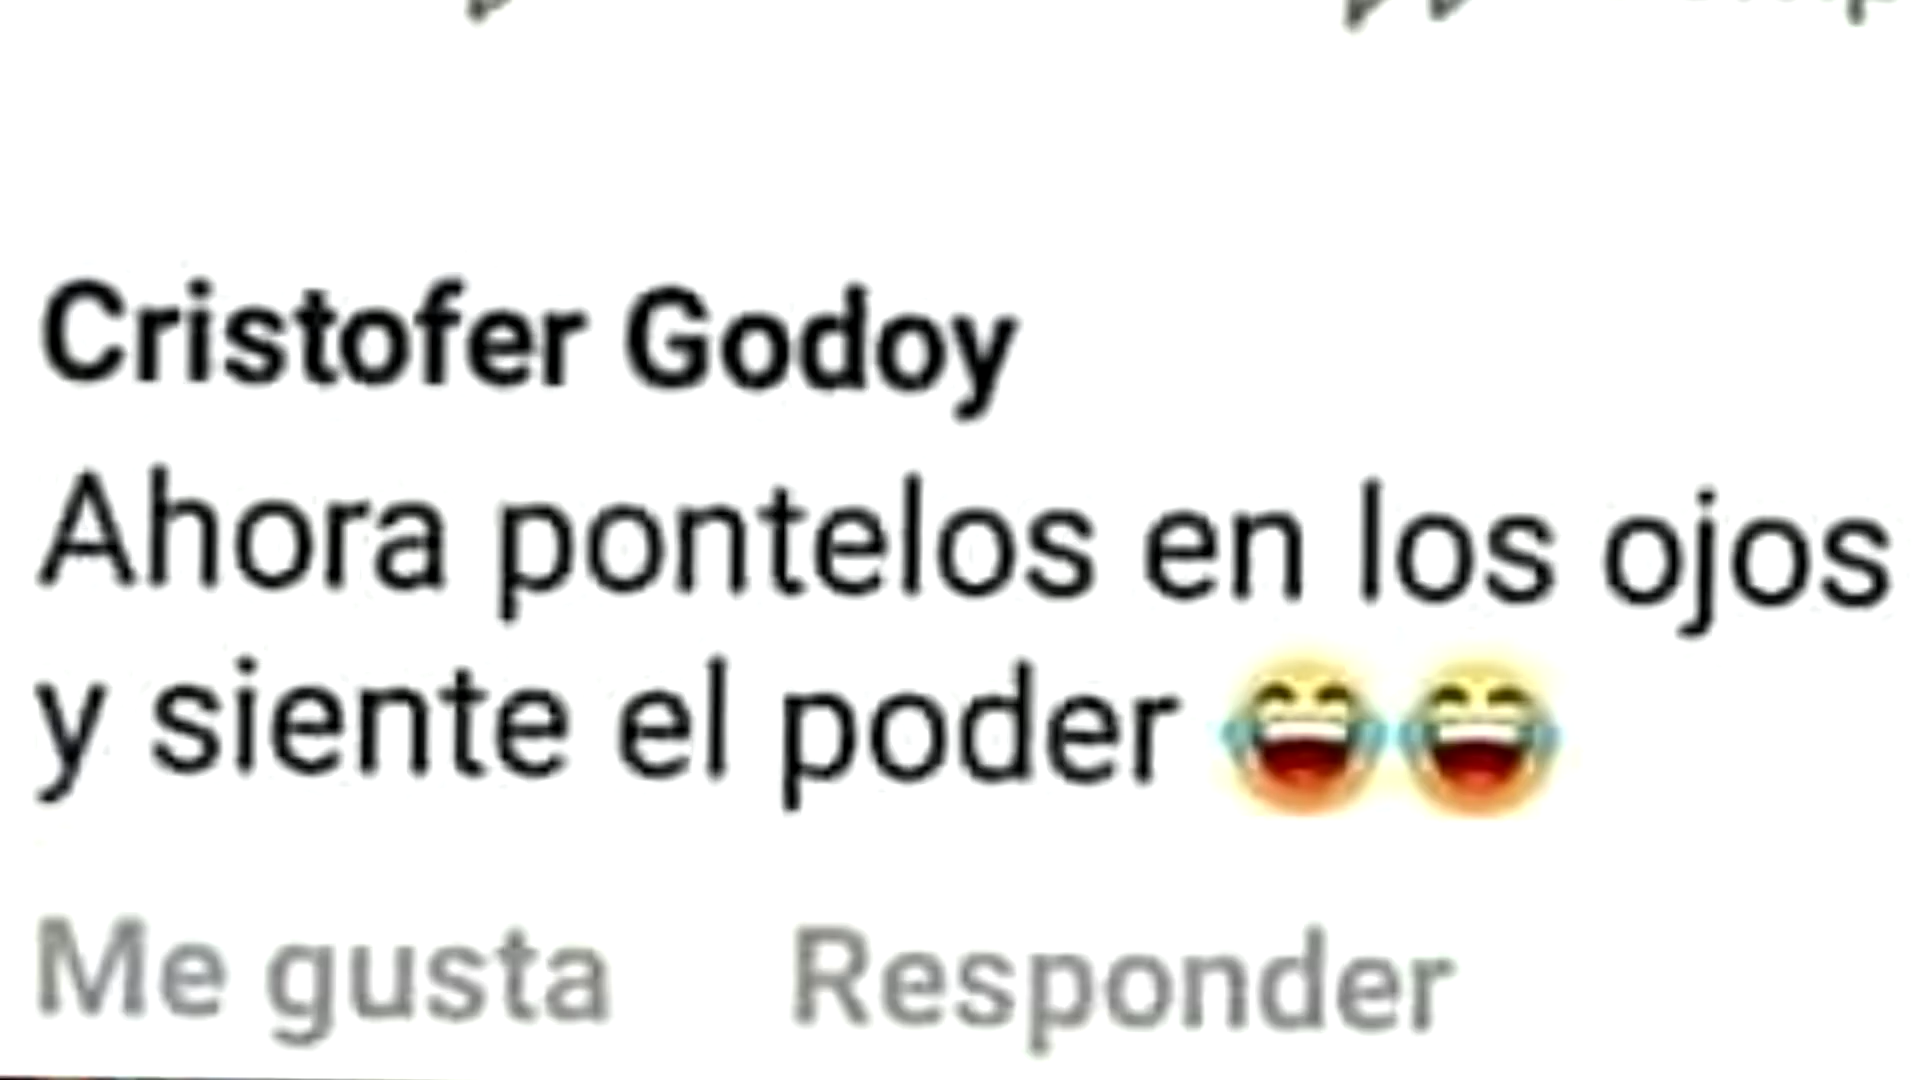 Cristofer Godoy
Ahora pontelos en los ojos
y siente el poder 😂😂
Me gusta Responder